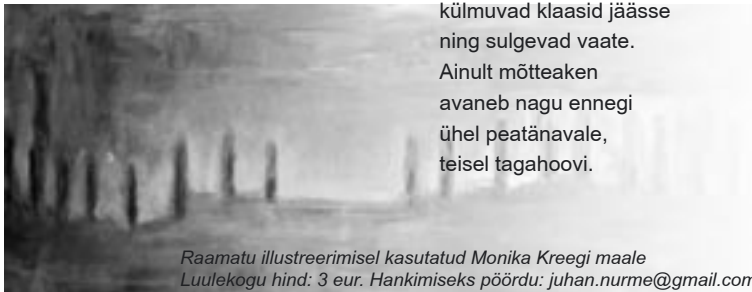 külmuvad klaasid jäässe
ning sulgevad vaate.
Ainult mõtteaken
avaneb nagu ennegi
ühel peatänavale,
teisel tagahoovi.
Raamatu illustreerimisel kasutatud Monika Kreegi maale
Luulekogu hind: 3 eur. Hankimiseks pöördu: juhan.nurme@gmail.com